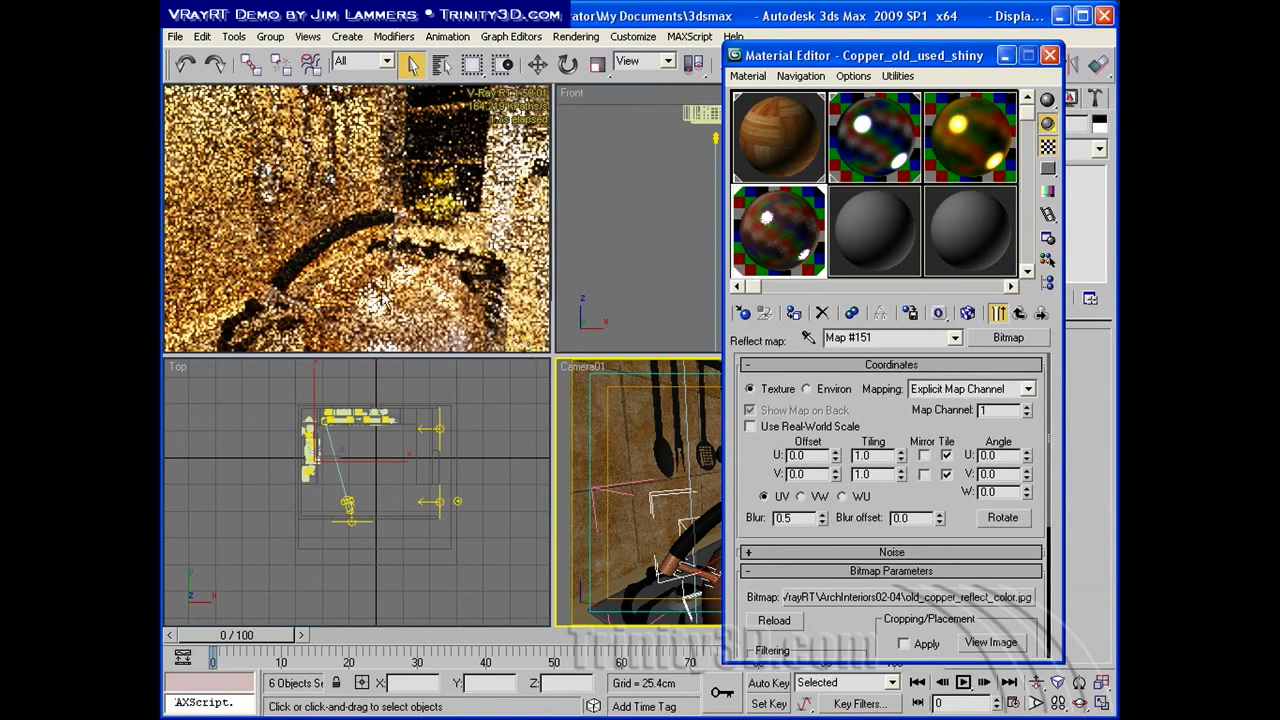 VRayRT Demo by Jim Lammers • Trinity3D.com
ator/My Documents/3dsmax - Autodesk 3ds Max 2009 SP1 x64 - Displa...
File Edit Tools Group Views Create Modifiers Animation Graph Editors Rendering Customize MAXScript Help
All
View
Material Editor - Copper_old_used_shiny
Material Navigation Options Utilities
Front
z
x
Reflect map:
Map #151
Bitmap
Coordinates
Texture Environ Mapping: Explicit Map Channel
Show Map on Back Map Channel: 1
Use Real-World Scale
Offset Tiling Mirror Tile Angle
U: 0.0 1.0 U: 0.0
V: 0.0 1.0 V: 0.0
W: 0.0
UV VW WU
Blur: 0.5 Blur offset: 0.0 Rotate
Noise
Bitmap Parameters
Bitmap: \rayRT\ArchInteriors02-04\old_copper_reflect_color.jpg
Reload
Cropping/Placement
Apply View Image
Filtering
Top
Camera01
y
x
z
x
Trinity3D.com
0 / 100
0 10 20 30 40 50 60 70
6 Objects Se X: Y: Z: Grid = 25.4cm Auto Key Selected
AXScript. Click or click-and-drag to select objects Add Time Tag Set Key Key Filters... 0